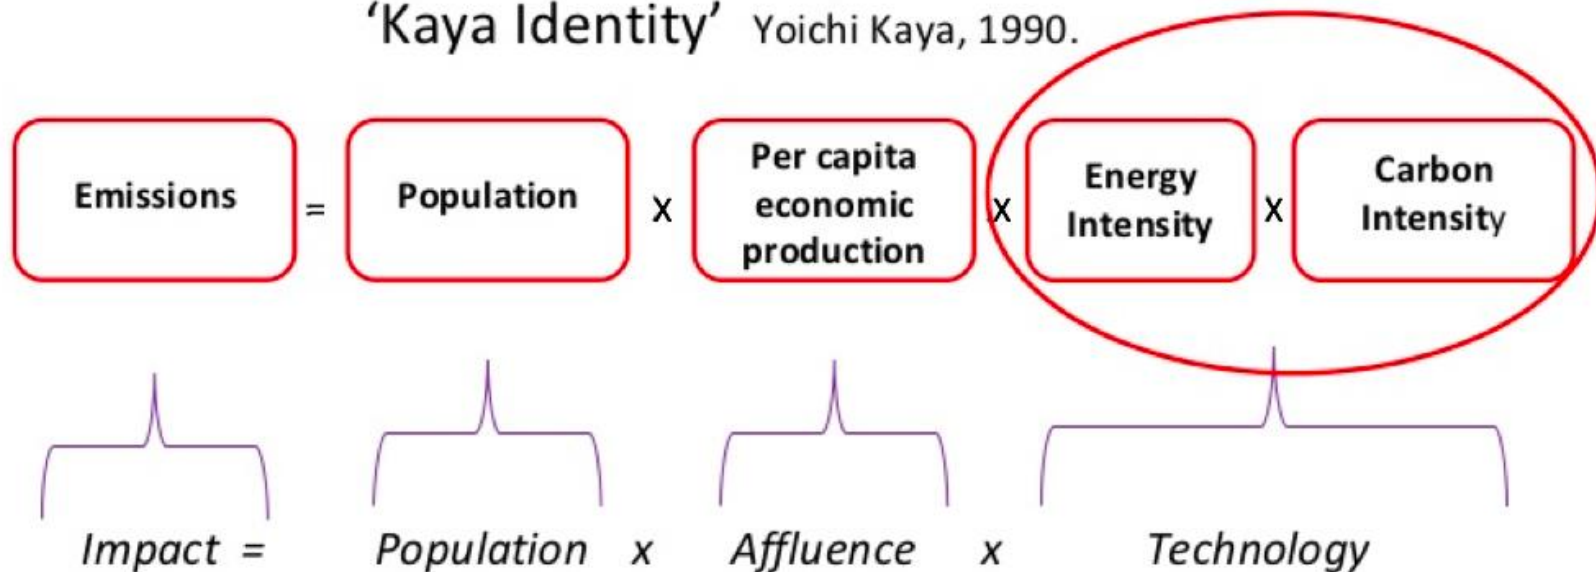 ‘Kaya Identity’ Yoichi Kaya, 1990.
Emissions = Population X Per capita economic production X Energy Intensity X Carbon Intensity
Impact = Population x Affluence x Technology